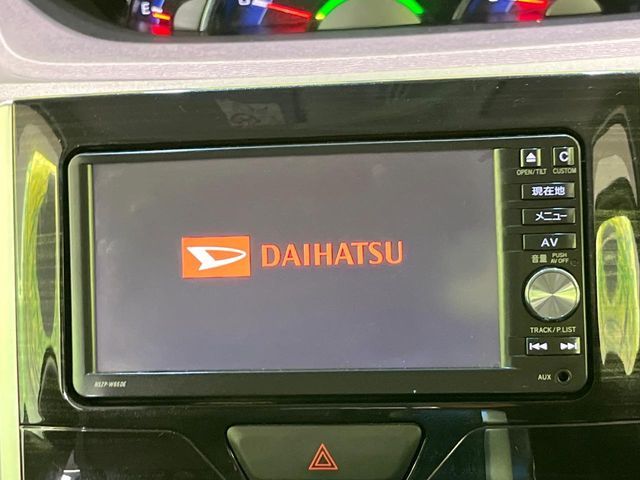 E
OPEN/TILT
C
CUSTOM
現在地
メニュー
AV
音量 PUSH AV OFF
DAIHATSU
TRACK/P.LIST
AUX